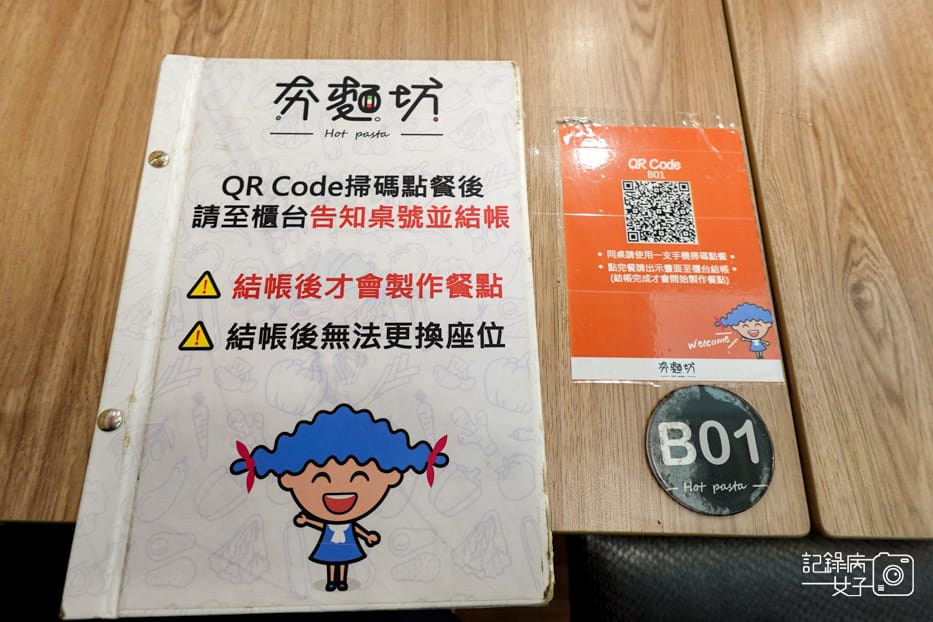 夯麵坊
Hot pasta
QR Code掃碼點餐後
請至櫃台告知桌號並結帳
結帳後才會製作餐點
結帳後無法更換座位
QR Code
B01
• 同桌請使用一支手機掃碼點餐 •
• 點完餐請出示畫面至櫃台結帳 •
(結帳完成才會開始製作餐點)
Welcome
夯麵坊
B01
Hot pasta
記錄病
女子